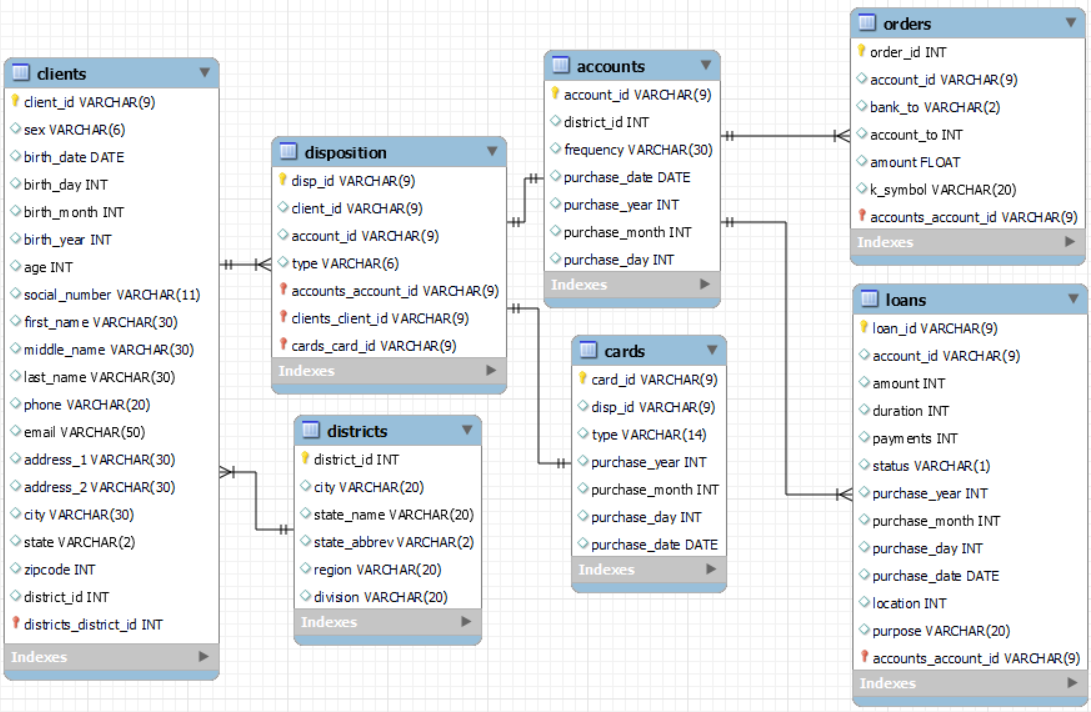 clients
client_id VARCHAR(9)
sex VARCHAR(6)
birth_date DATE
birth_day INT
birth_month INT
birth_year INT
age INT
social_number VARCHAR(11)
first_name VARCHAR(30)
middle_name VARCHAR(30)
last_name VARCHAR(30)
phone VARCHAR(20)
email VARCHAR(50)
address_1 VARCHAR(30)
address_2 VARCHAR(30)
city VARCHAR(30)
state VARCHAR(2)
zipcode INT
district_id INT
districts_district_id INT
Indexes
disposition
disp_id VARCHAR(9)
client_id VARCHAR(9)
account_id VARCHAR(9)
type VARCHAR(6)
accounts_account_id VARCHAR(9)
clients_client_id VARCHAR(9)
cards_card_id VARCHAR(9)
Indexes
districts
district_id INT
city VARCHAR(20)
state_name VARCHAR(20)
state_abbrev VARCHAR(2)
region VARCHAR(20)
division VARCHAR(20)
Indexes
accounts
account_id VARCHAR(9)
district_id INT
frequency VARCHAR(30)
purchase_date DATE
purchase_year INT
purchase_month INT
purchase_day INT
Indexes
cards
card_id VARCHAR(9)
disp_id VARCHAR(9)
type VARCHAR(14)
purchase_year INT
purchase_month INT
purchase_day INT
purchase_date DATE
Indexes
orders
order_id INT
account_id VARCHAR(9)
bank_to VARCHAR(2)
account_to INT
amount FLOAT
k_symbol VARCHAR(20)
accounts_account_id VARCHAR(9)
Indexes
loans
loan_id VARCHAR(9)
account_id VARCHAR(9)
amount INT
duration INT
payments INT
status VARCHAR(1)
purchase_year INT
purchase_month INT
purchase_day INT
purchase_date DATE
location INT
purpose VARCHAR(20)
accounts_account_id VARCHAR(9)
Indexes